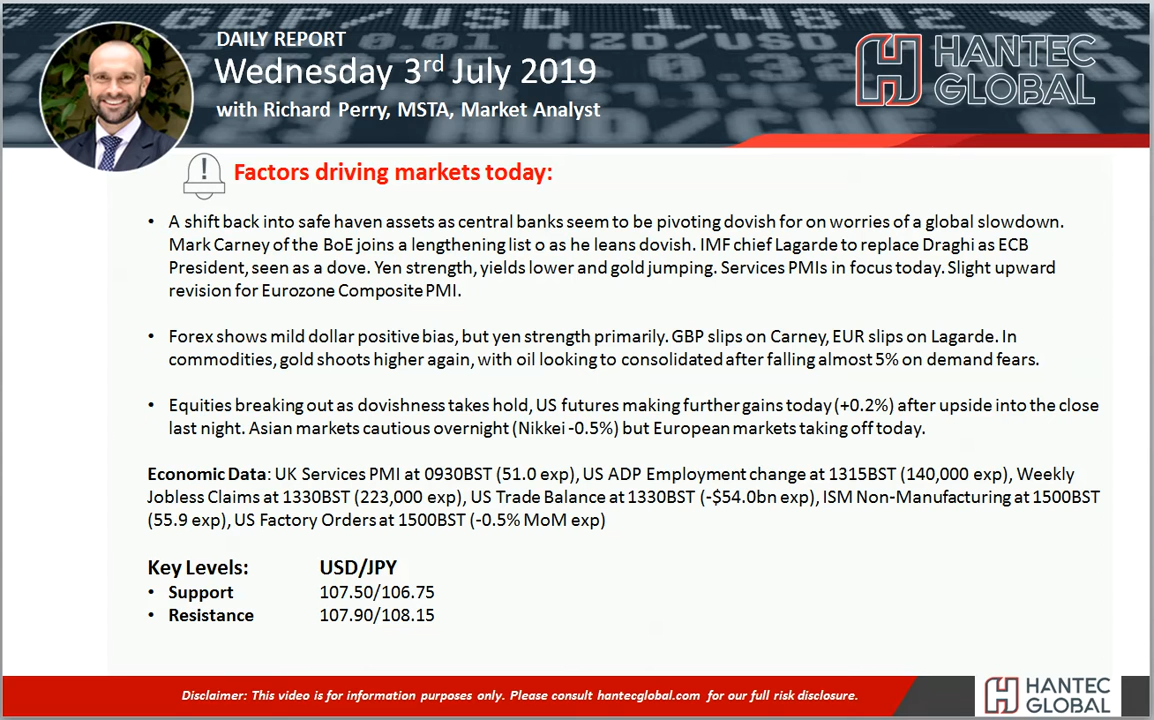 DAILY REPORT
Wednesday 3rd July 2019
with Richard Perry, MSTA, Market Analyst
HANTEC
GLOBAL
Factors driving markets today:
• A shift back into safe haven assets as central banks seem to be pivoting dovish for on worries of a global slowdown.
Mark Carney of the BoE joins a lengthening list o as he leans dovish. IMF chief Lagarde to replace Draghi as ECB
President, seen as a dove. Yen strength, yields lower and gold jumping. Services PMIs in focus today. Slight upward
revision for Eurozone Composite PMI.
• Forex shows mild dollar positive bias, but yen strength primarily. GBP slips on Carney, EUR slips on Lagarde. In
commodities, gold shoots higher again, with oil looking to consolidated after falling almost 5% on demand fears.
• Equities breaking out as dovishness takes hold, US futures making further gains today (+0.2%) after upside into the close
last night. Asian markets cautious overnight (Nikkei -0.5%) but European markets taking off today.
Economic Data: UK Services PMI at 0930BST (51.0 exp), US ADP Employment change at 1315BST (140,000 exp), Weekly
Jobless Claims at 1330BST (223,000 exp), US Trade Balance at 1330BST (-$54.0bn exp), ISM Non-Manufacturing at 1500BST
(55.9 exp), US Factory Orders at 1500BST (-0.5% MoM exp)
Key Levels: USD/JPY
• Support 107.50/106.75
• Resistance 107.90/108.15
Disclaimer: This video is for information purposes only. Please consult hantecglobal.com for our full risk disclosure.
HANTEC
GLOBAL